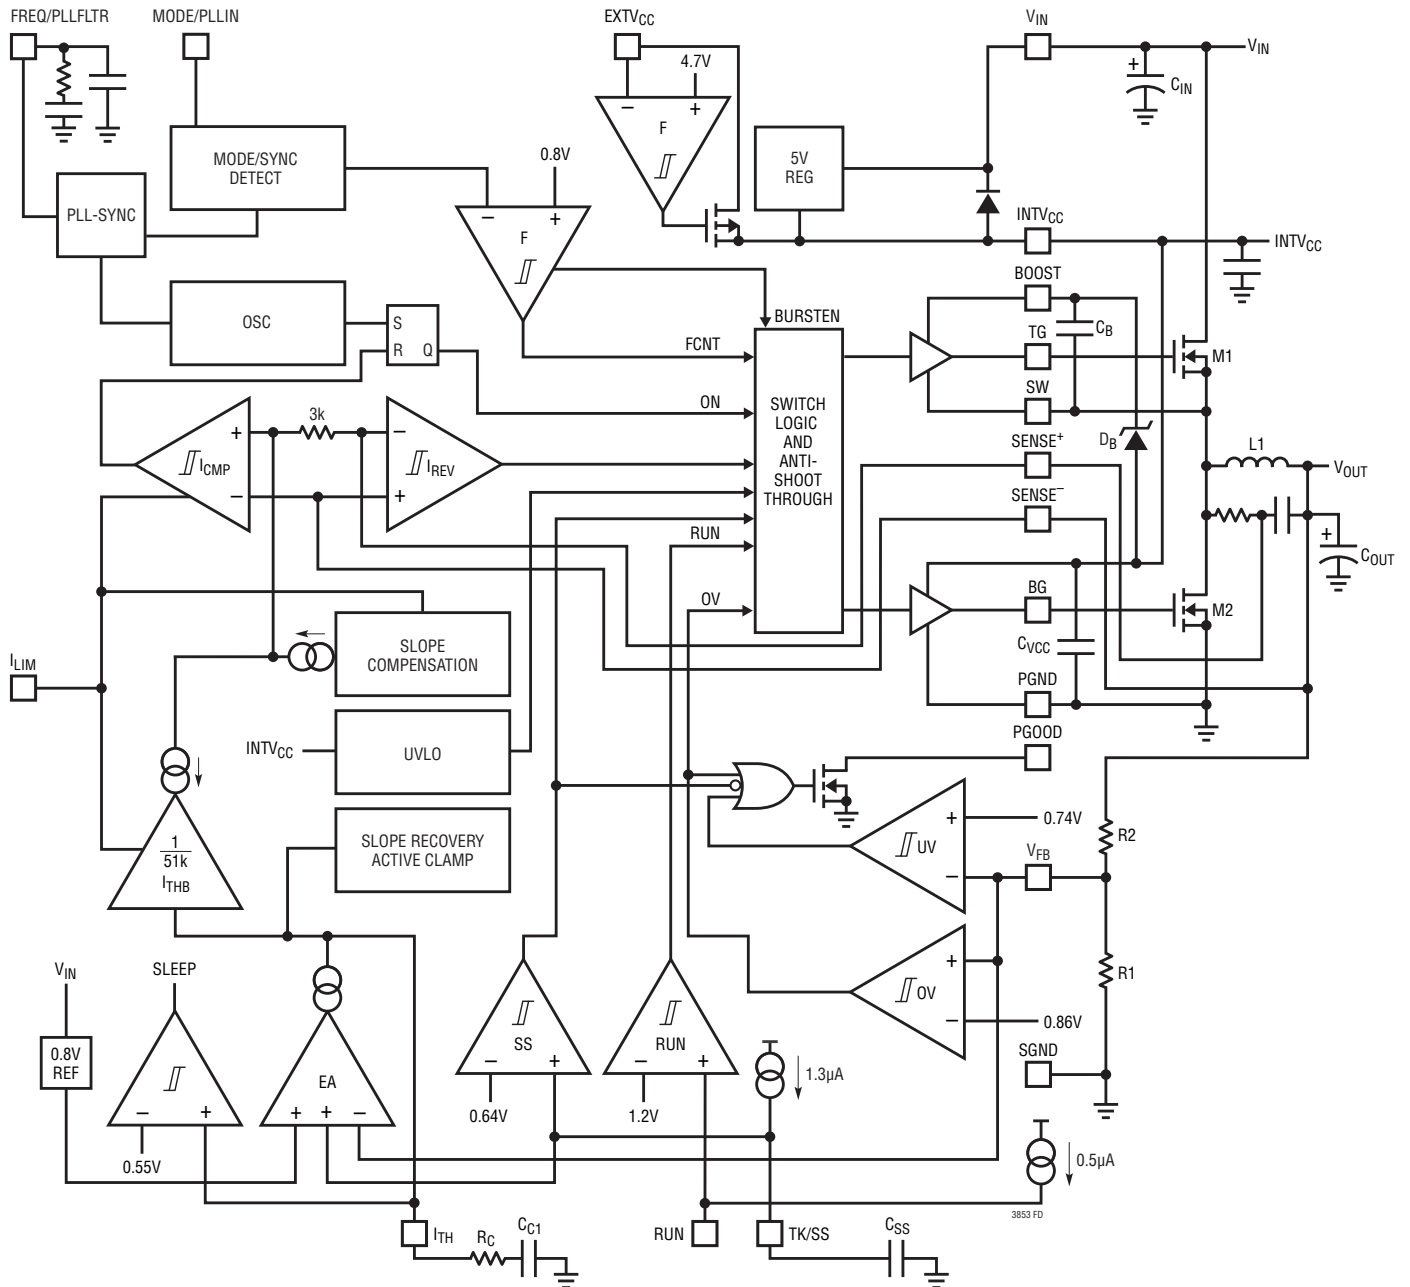 FREQ/PLLFLTR
MODE/PLLIN
EXTVCC
VIN
VIN
4.7V
+
CIN
− +
F
MODE/SYNC
DETECT
0.8V
5V
REG
PLL-SYNC
− +
F
INTVCC
INTVCC
BOOST
OSC
S
R Q
BURSTEN
CB
FCNT
TG
M1
ON
SWITCH
LOGIC
AND
ANTI-
SHOOT
THROUGH
SW
3k
+ −
ICMP
IREV
− +
DB
SENSE+
L1
VOUT
SENSE−
+
COUT
RUN
OV
BG
M2
SLOPE
COMPENSATION
CVCC
ILIM
PGND
INTVCC
UVLO
PGOOD
SLOPE RECOVERY
ACTIVE CLAMP
1
51k
ITHB
+
0.74V
UV
−
VFB
R2
+
OV
−
0.86V
R1
VIN
SLEEP
0.8V
REF
− +
0.55V
EA
+ + −
SS
− +
0.64V
RUN
− +
1.2V
1.3µA
SGND
0.5µA
3853 FD
ITH
RC
CC1
RUN
TK/SS
CSS